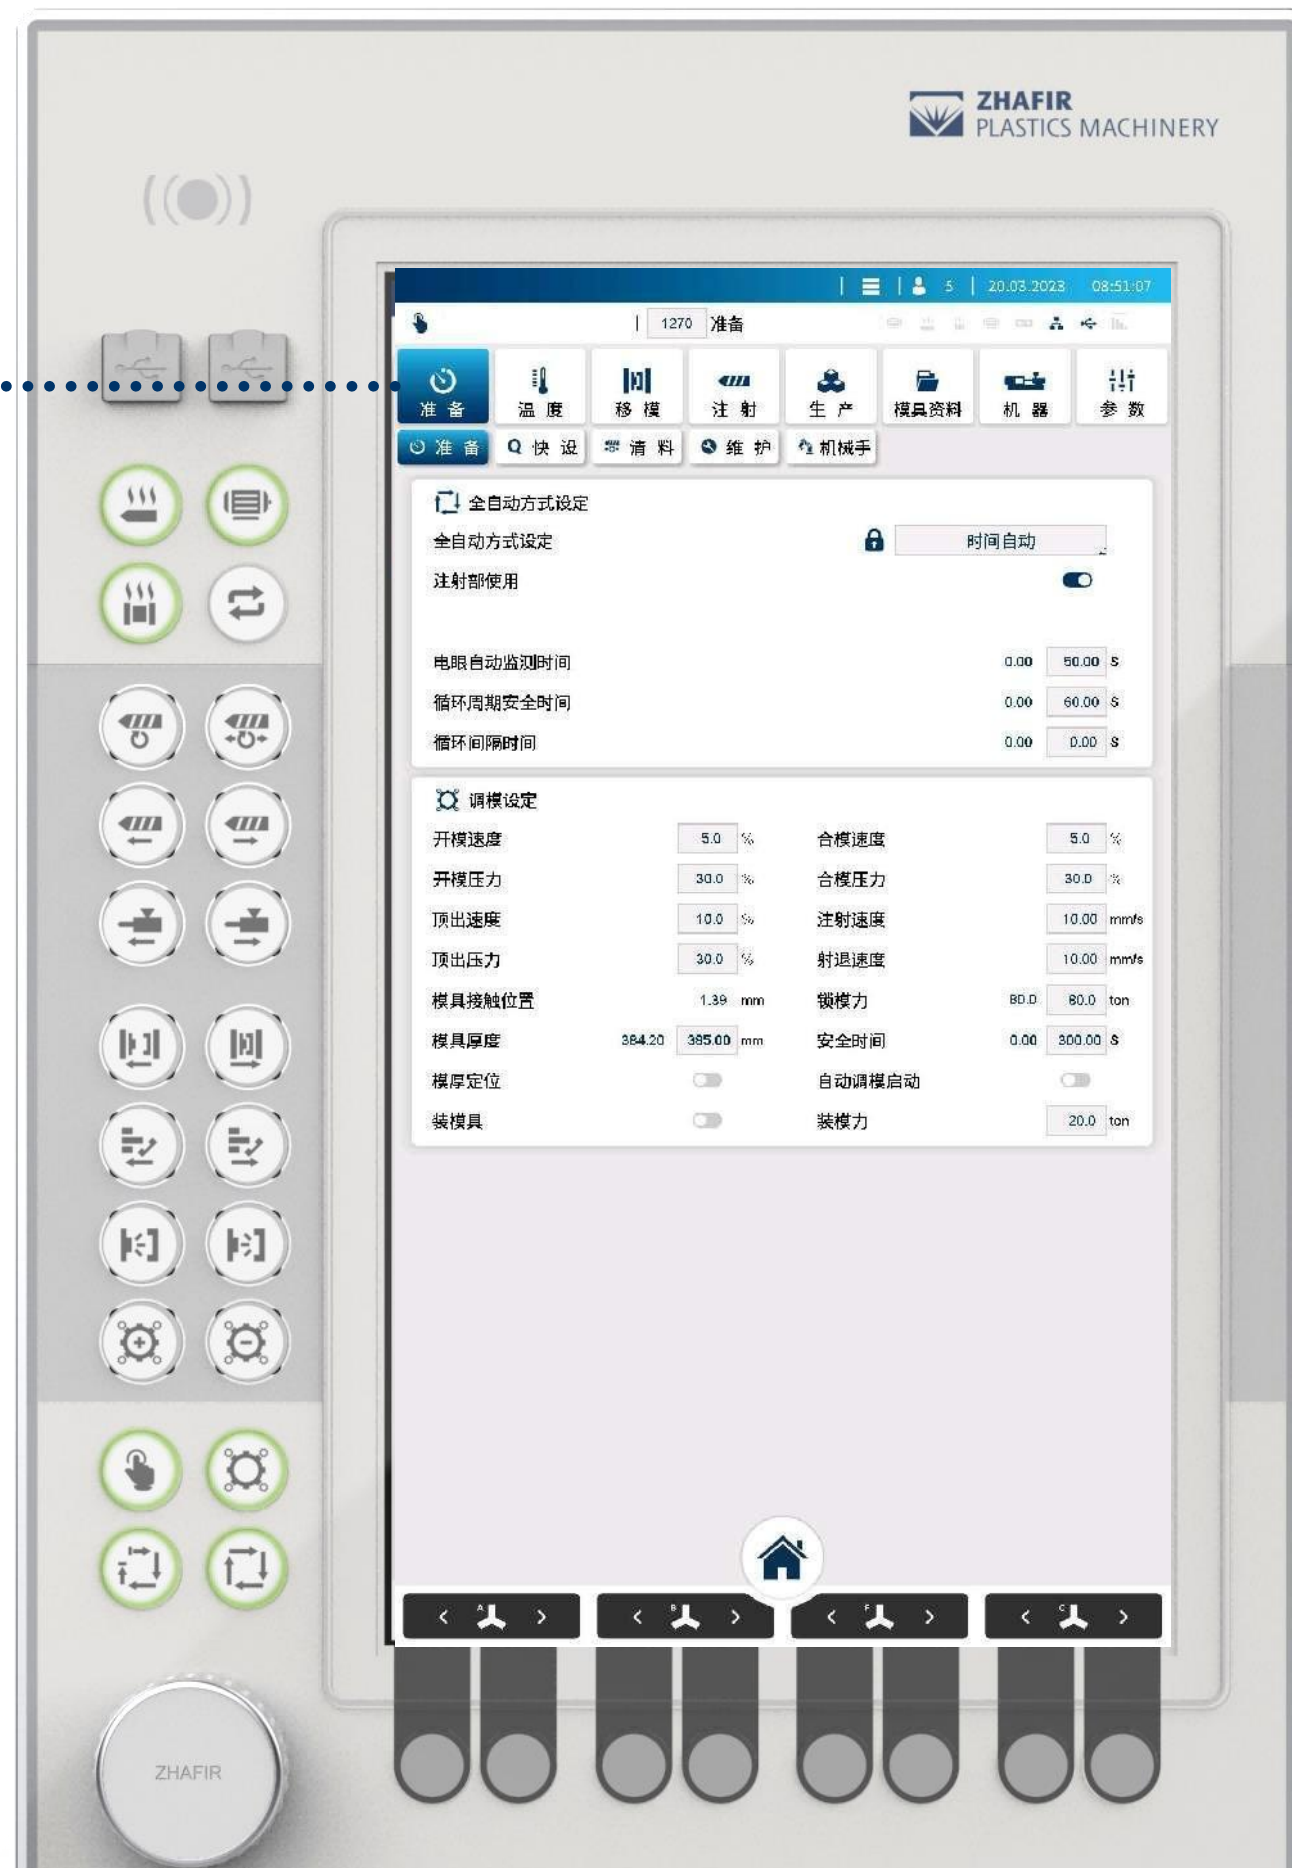 ZHAFIR
PLASTICS MACHINERY
5 20.03.2023 08:51:07
1270 准备
准 备 温 度 移 模 注 射 生 产 模具资料 机 器 参 数
准 备 快 设 清 料 维 护 机械手
全自动方式设定
全自动方式设定 时间自动
注射部使用
电眼自动监测时间 0.00 50.00 S
循环周期安全时间 0.00 60.00 S
循环间隔时间 0.00 0.00 S
调模设定
开模速度 5.0 % 合模速度 5.0 %
开模压力 30.0 % 合模压力 30.0 %
顶出速度 10.0 % 注射速度 10.00 mm/s
顶出压力 30.0 % 射退速度 10.00 mm/s
模具接触位置 1.39 mm 锁模力 80.0 80.0 ton
模具厚度 384.20 385.00 mm 安全时间 0.00 300.00 S
模厚定位 自动调模启动
装模具 装模力 20.0 ton
A B F C
ZHAFIR